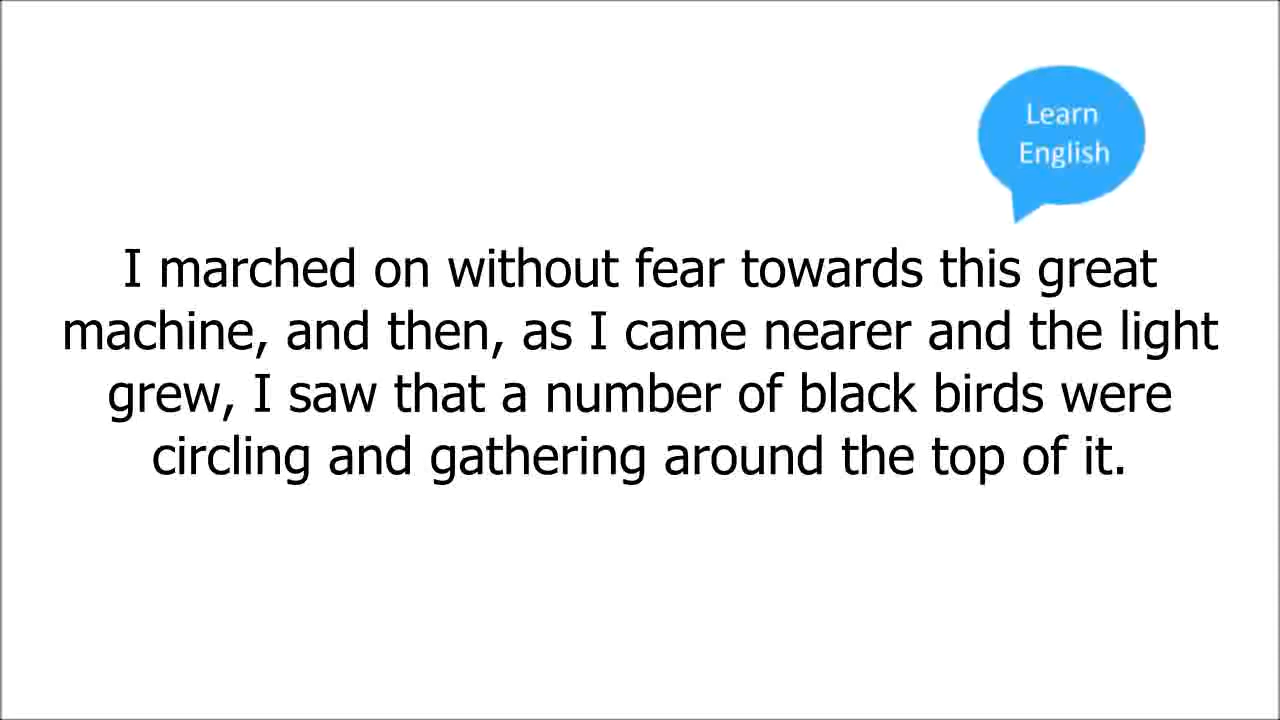 Learn
English
I marched on without fear towards this great
machine, and then, as I came nearer and the light
grew, I saw that a number of black birds were
circling and gathering around the top of it.